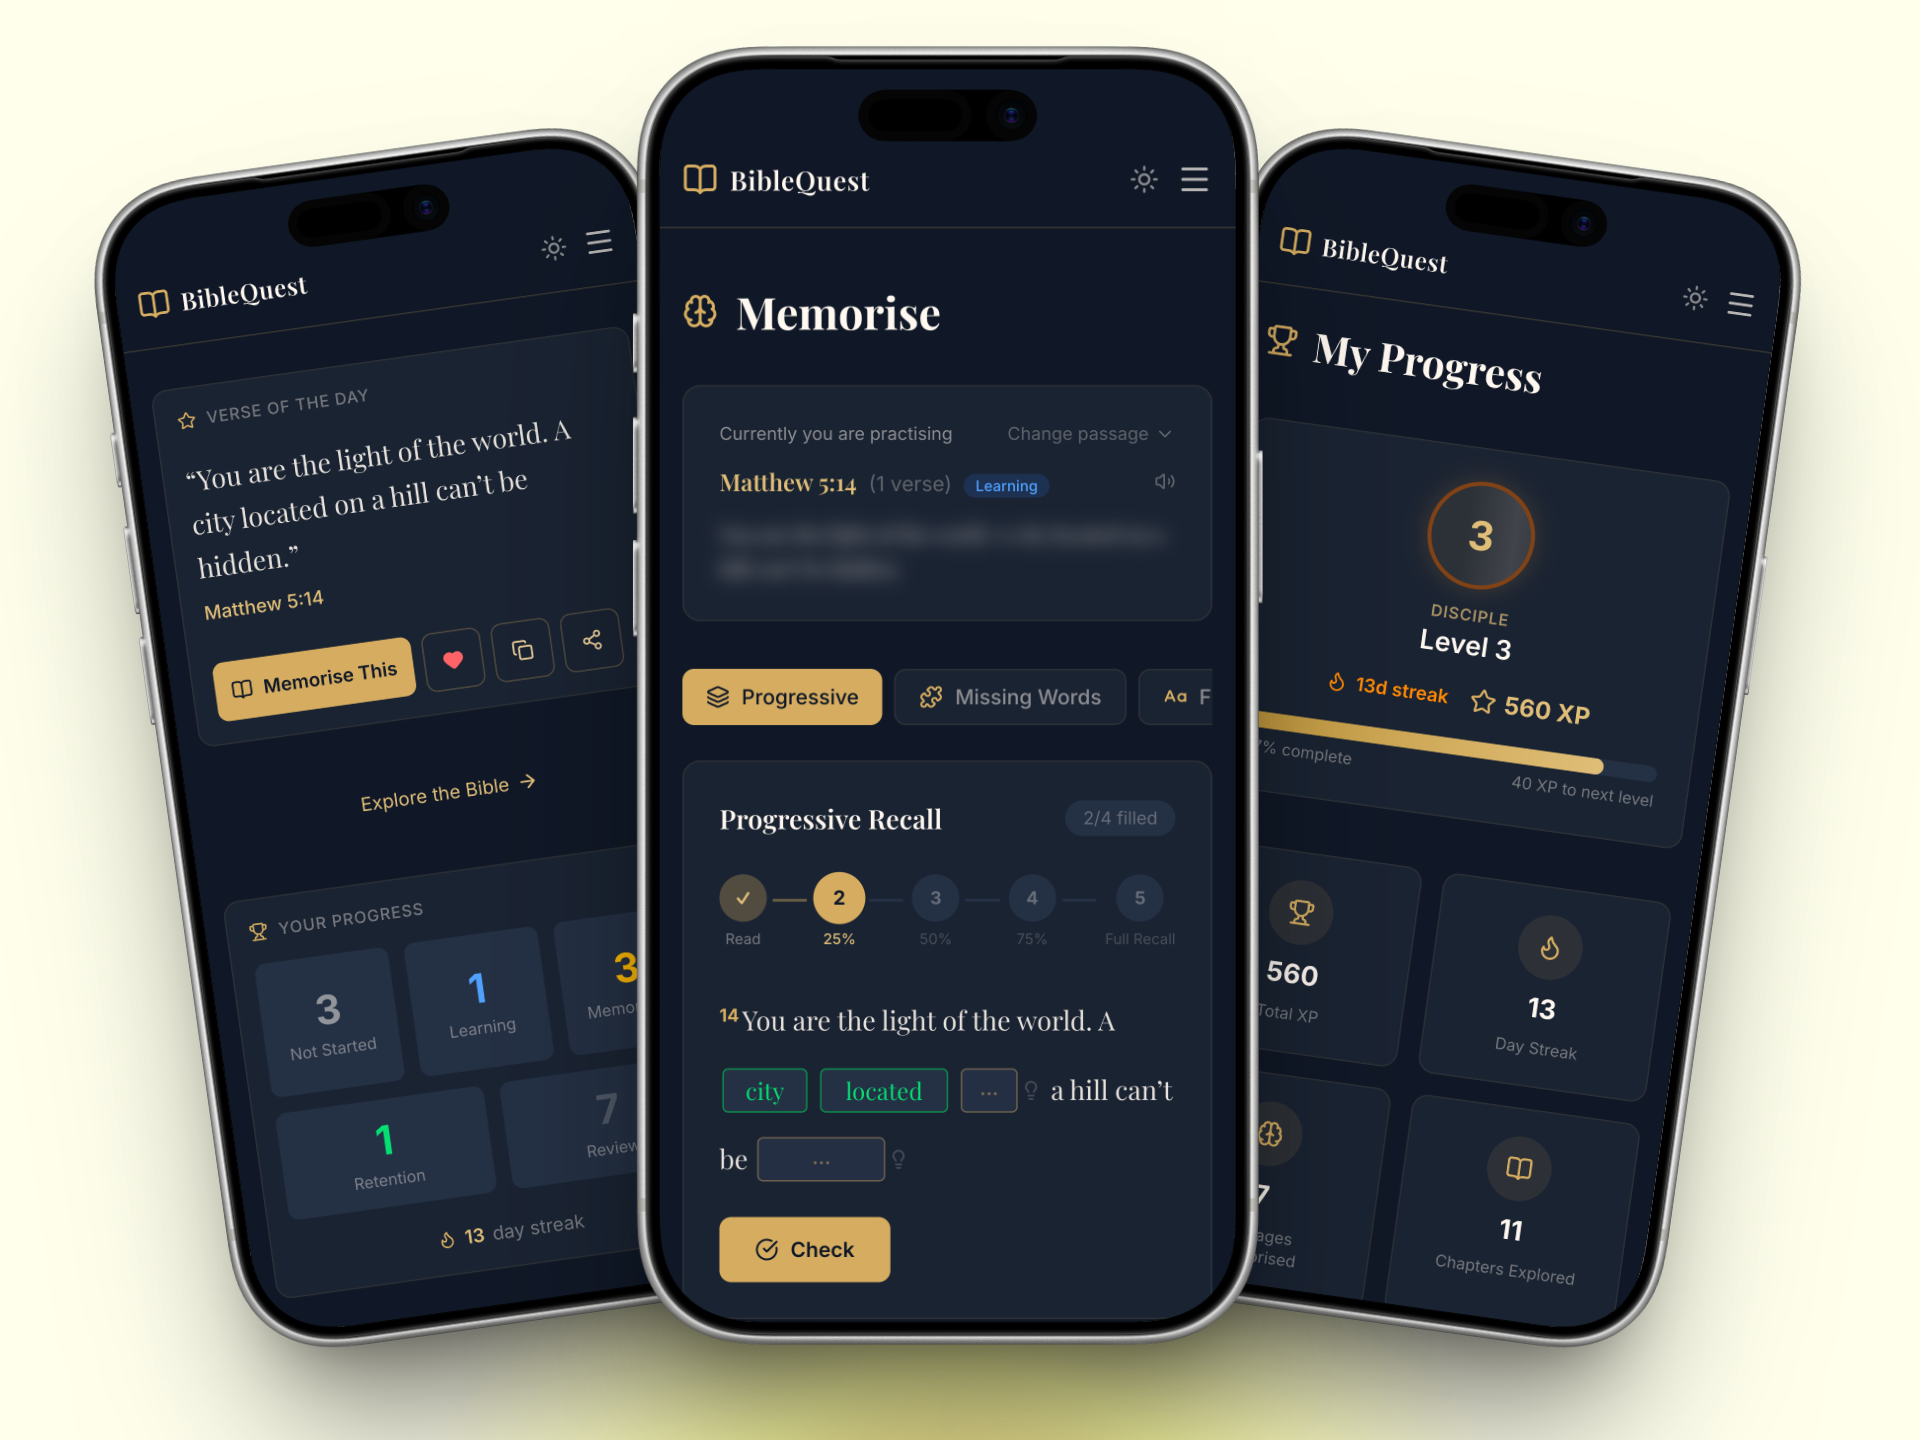 BibleQuest
VERSE OF THE DAY
“You are the light of the world. A
city located on a hill can’t be
hidden.”
Matthew 5:14
Memorise This
Explore the Bible
YOUR PROGRESS
3
Not Started
1
Learning
3
1
Retention
7
Review
13 day streak
BibleQuest
Memorise
Currently you are practising
Change passage
Matthew 5:14 (1 verse) Learning
Progressive
Missing Words
Aa F
Progressive Recall
2/4 filled
2 3 4 5
Read 25% 50% 75% Full Recall
14 You are the light of the world. A
city located ... a hill can’t
be ...
Check
BibleQuest
My Progress
3
DISCIPLE
Level 3
13d streak 560 XP
7% complete
40 XP to next level
560
Total XP
13
Day Streak
7
11
Chapters Explored